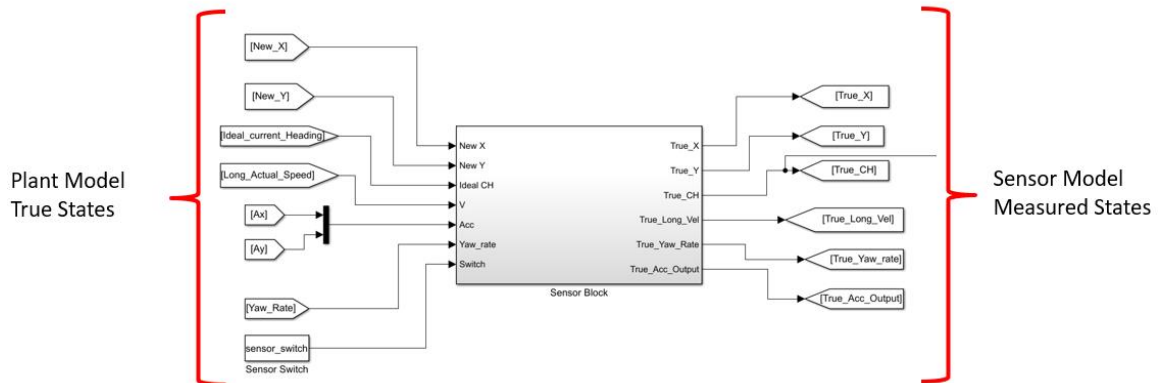 Plant Model
True States
[New_X]
[New_Y]
[Ideal_current_Heading]
[Long_Actual_Speed]
[Ax]
[Ay]
[Yaw_Rate]
sensor_switch
Sensor Switch
New X
New Y
Ideal CH
V
Acc
Yaw_rate
Switch
True_X
True_Y
True_CH
True_Long_Vel
True_Yaw_Rate
True_Acc_Output
Sensor Block
[True_X]
[True_Y]
[True_CH]
[True_Long_Vel]
[True_Yaw_rate]
[True_Acc_Output]
Sensor Model
Measured States